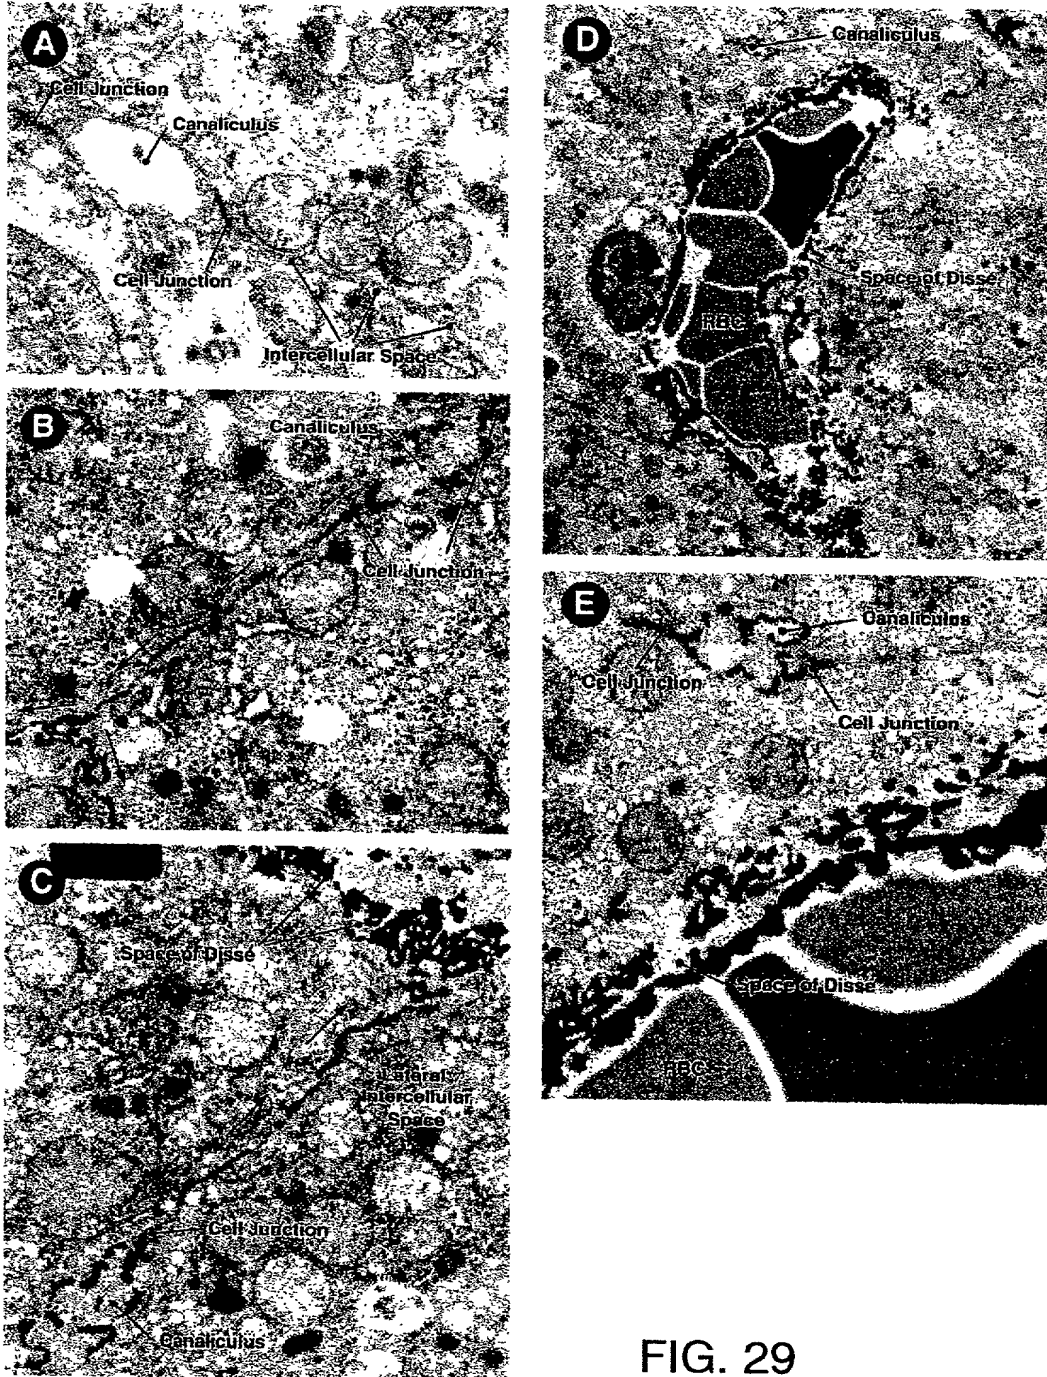 A
Cell Junction
Canaliculus
Cell Junction
Intercellular Space
B
Canaliculus
Cell Junction
C
Space of Disse
Lateral
Intercellular
Space
Cell Junction
Canaliculus
D
Canaliculus
Space of Disse
RBC
E
Canaliculus
Cell Junction
Cell Junction
Space of Disse
RBC
FIG. 29